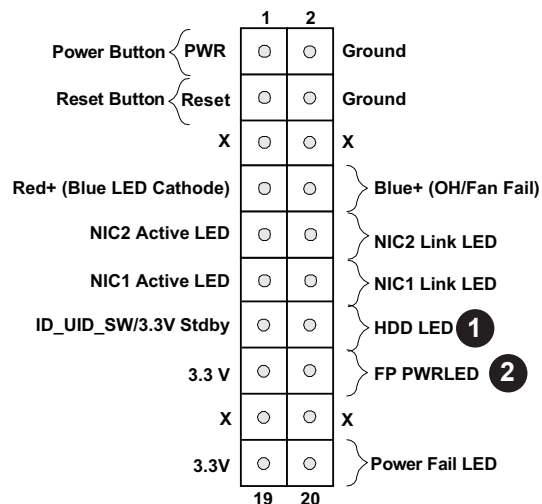 1 2
Power Button PWR Ground
Reset Button Reset Ground
X X
Red+ (Blue LED Cathode) Blue+ (OH/Fan Fail)
NIC2 Active LED NIC2 Link LED
NIC1 Active LED NIC1 Link LED
ID_UID_SW/3.3V Stdby HDD LED 1
3.3 V FP PWRLED 2
X X
3.3V Power Fail LED
19 20